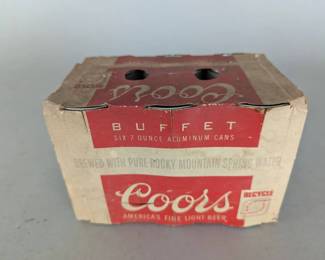 Coors
BUFFET
SIX 7 OUNCE ALUMINUM CANS
BREWED WITH PURE ROCKY MOUNTAIN SPRING WATER
Coors
AMERICA'S FINE LIGHT BEER
RECYCLE